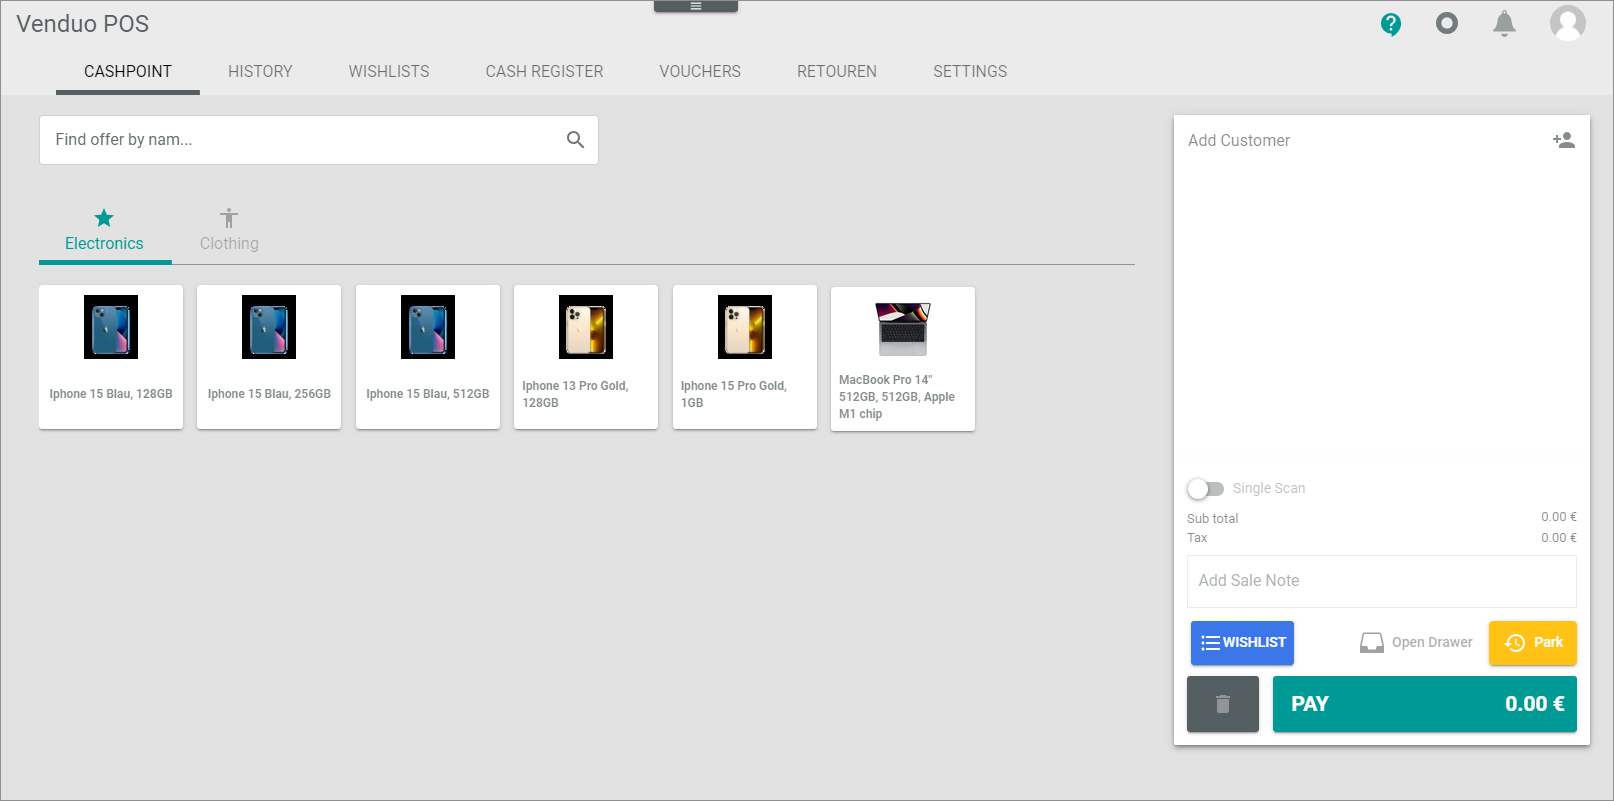 Venduo POS
CASHPOINT HISTORY WISHLISTS CASH REGISTER VOUCHERS RETOUREN SETTINGS
Find offer by nam...
Electronics Clothing
Iphone 15 Blau, 128GB
Iphone 15 Blau, 256GB
Iphone 15 Blau, 512GB
Iphone 13 Pro Gold,
128GB
Iphone 15 Pro Gold,
1GB
MacBook Pro 14"
512GB, 512GB, Apple
M1 chip
Add Customer
Single Scan
Sub total 0.00 €
Tax 0.00 €
Add Sale Note
WISHLIST Open Drawer Park
PAY 0.00 €